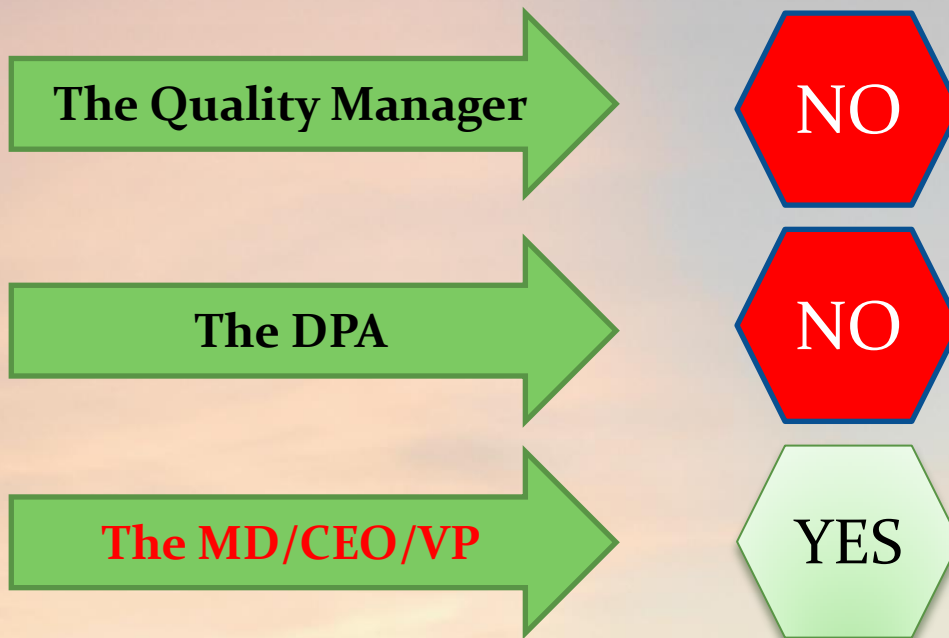 The Quality Manager
NO
The DPA
NO
The MD/CEO/VP
YES